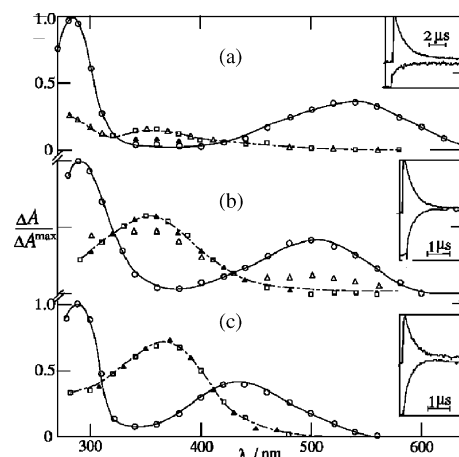 1.0
(a)
2 µs
0.5
0
(b)
1 µs
ΔA
ΔA^max
(c)
1.0
1 µs
0.5
0
300 400 500 600
λ / nm